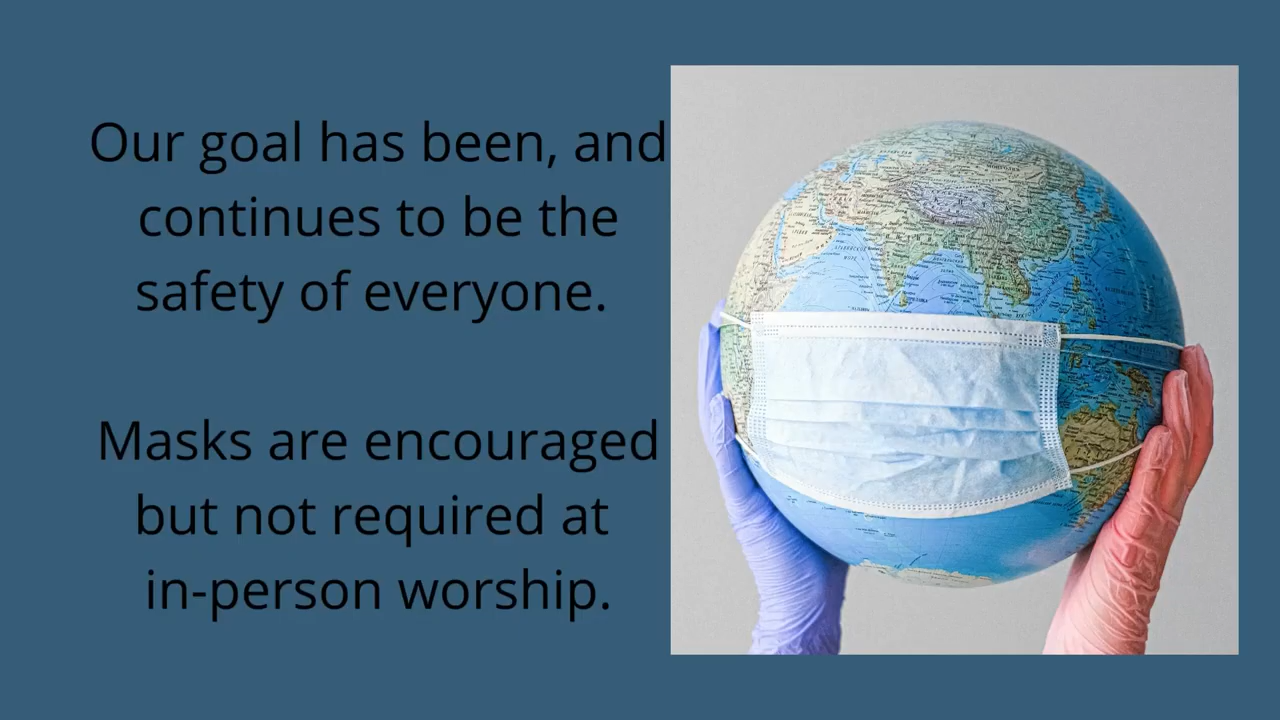 Our goal has been, and
continues to be the
safety of everyone.
Masks are encouraged
but not required at
in-person worship.